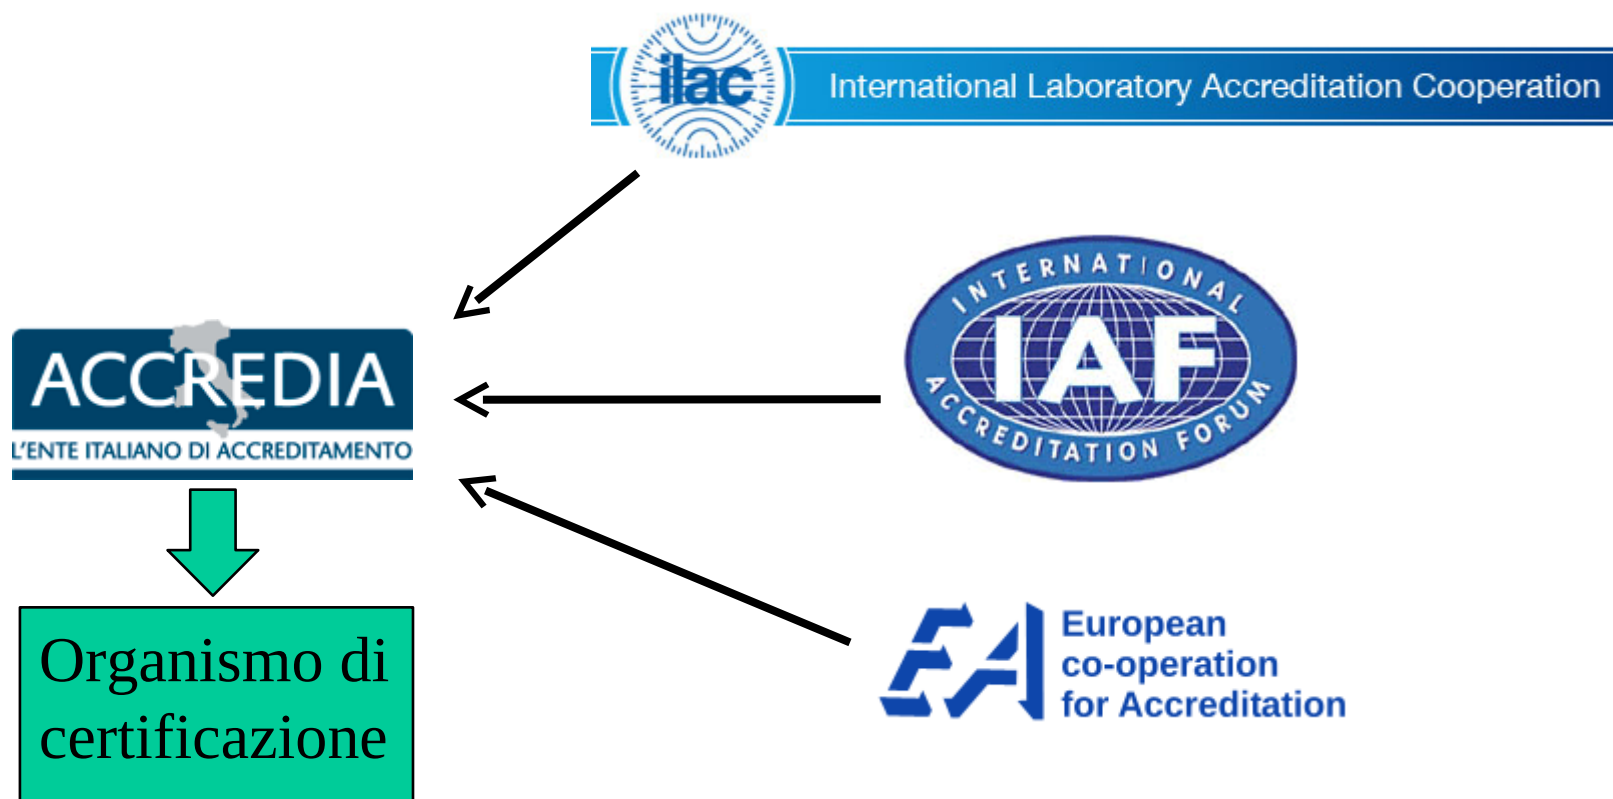 ilac
International Laboratory Accreditation Cooperation
INTERNATIONAL
IAF
ACCREDITATION FORUM
ACCREDIA
L'ENTE ITALIANO DI ACCREDITAMENTO
EA
European
co-operation
for Accreditation
Organismo di
certificazione